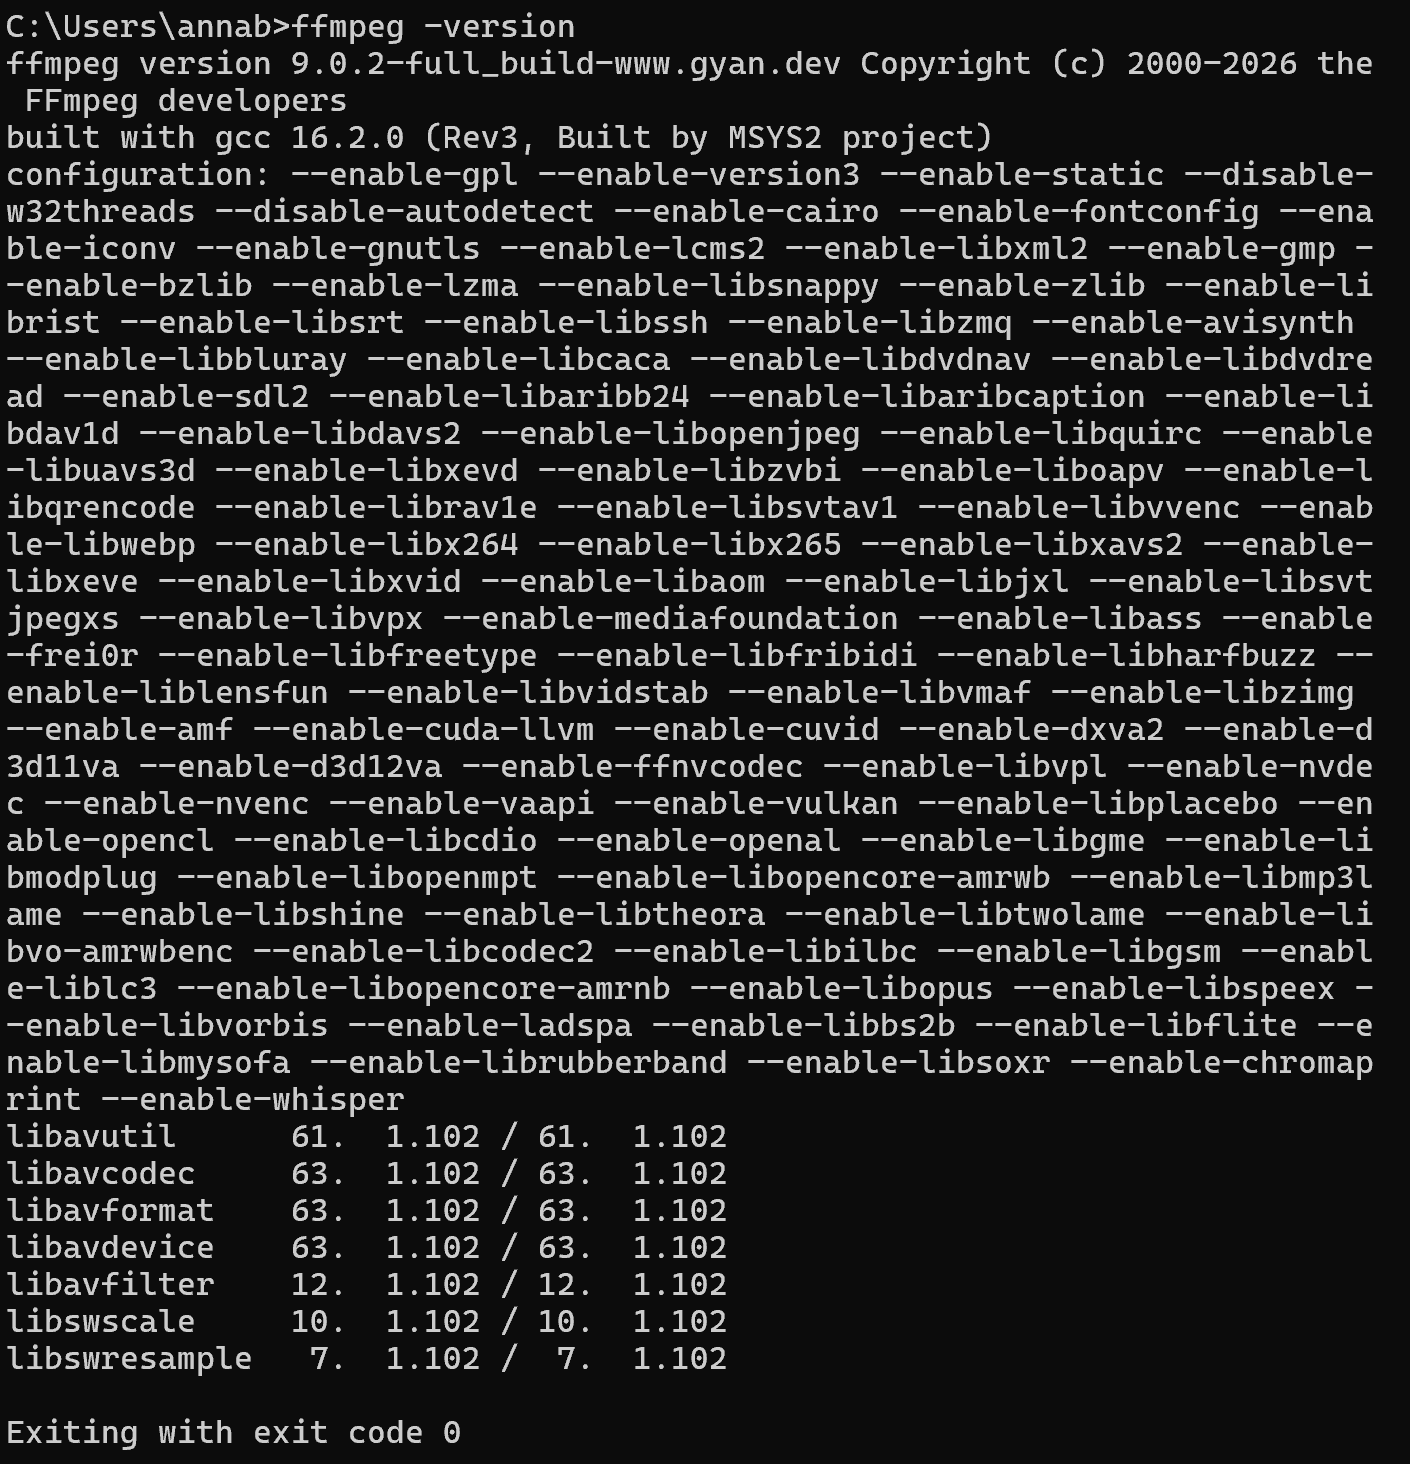 C:\Users\annab>ffmpeg -version
ffmpeg version 9.0.2-full_build-www.gyan.dev Copyright (c) 2000-2026 the
 FFmpeg developers
built with gcc 16.2.0 (Rev3, Built by MSYS2 project)
configuration: --enable-gpl --enable-version3 --enable-static --disable-
w32threads --disable-autodetect --enable-cairo --enable-fontconfig --ena
ble-iconv --enable-gnutls --enable-lcms2 --enable-libxml2 --enable-gmp -
-enable-bzlib --enable-lzma --enable-libsnappy --enable-zlib --enable-li
brist --enable-libsrt --enable-libssh --enable-libzmq --enable-avisynth
--enable-libbluray --enable-libcaca --enable-libdvdnav --enable-libdvdre
ad --enable-sdl2 --enable-libaribb24 --enable-libaribcaption --enable-li
bdav1d --enable-libdavs2 --enable-libopenjpeg --enable-libquirc --enable
-libuavs3d --enable-libxevd --enable-libzvbi --enable-liboapv --enable-l
ibqrencode --enable-librav1e --enable-libsvtav1 --enable-libvvenc --enab
le-libwebp --enable-libx264 --enable-libx265 --enable-libxavs2 --enable-
libxeve --enable-libxvid --enable-libaom --enable-libjxl --enable-libsvt
jpegxs --enable-libvpx --enable-mediafoundation --enable-libass --enable
-frei0r --enable-libfreetype --enable-libfribidi --enable-libharfbuzz --
enable-liblensfun --enable-libvidstab --enable-libvmaf --enable-libzimg
--enable-amf --enable-cuda-llvm --enable-cuvid --enable-dxva2 --enable-d
3d11va --enable-d3d12va --enable-ffnvcodec --enable-libvpl --enable-nvde
c --enable-nvenc --enable-vaapi --enable-vulkan --enable-libplacebo --en
able-opencl --enable-libcdio --enable-openal --enable-libgme --enable-li
bmodplug --enable-libopenmpt --enable-libopencore-amrwb --enable-libmp3l
ame --enable-libshine --enable-libtheora --enable-libtwolame --enable-li
bvo-amrwbenc --enable-libcodec2 --enable-libilbc --enable-libgsm --enabl
e-liblc3 --enable-libopencore-amrnb --enable-libopus --enable-libspeex -
-enable-libvorbis --enable-ladspa --enable-libbs2b --enable-libflite --e
nable-libmysofa --enable-librubberband --enable-libsoxr --enable-chromap
rint --enable-whisper
libavutil      61.  1.102 / 61.  1.102
libavcodec     63.  1.102 / 63.  1.102
libavformat    63.  1.102 / 63.  1.102
libavdevice    63.  1.102 / 63.  1.102
libavfilter    12.  1.102 / 12.  1.102
libswscale     10.  1.102 / 10.  1.102
libswresample   7.  1.102 /  7.  1.102

Exiting with exit code 0